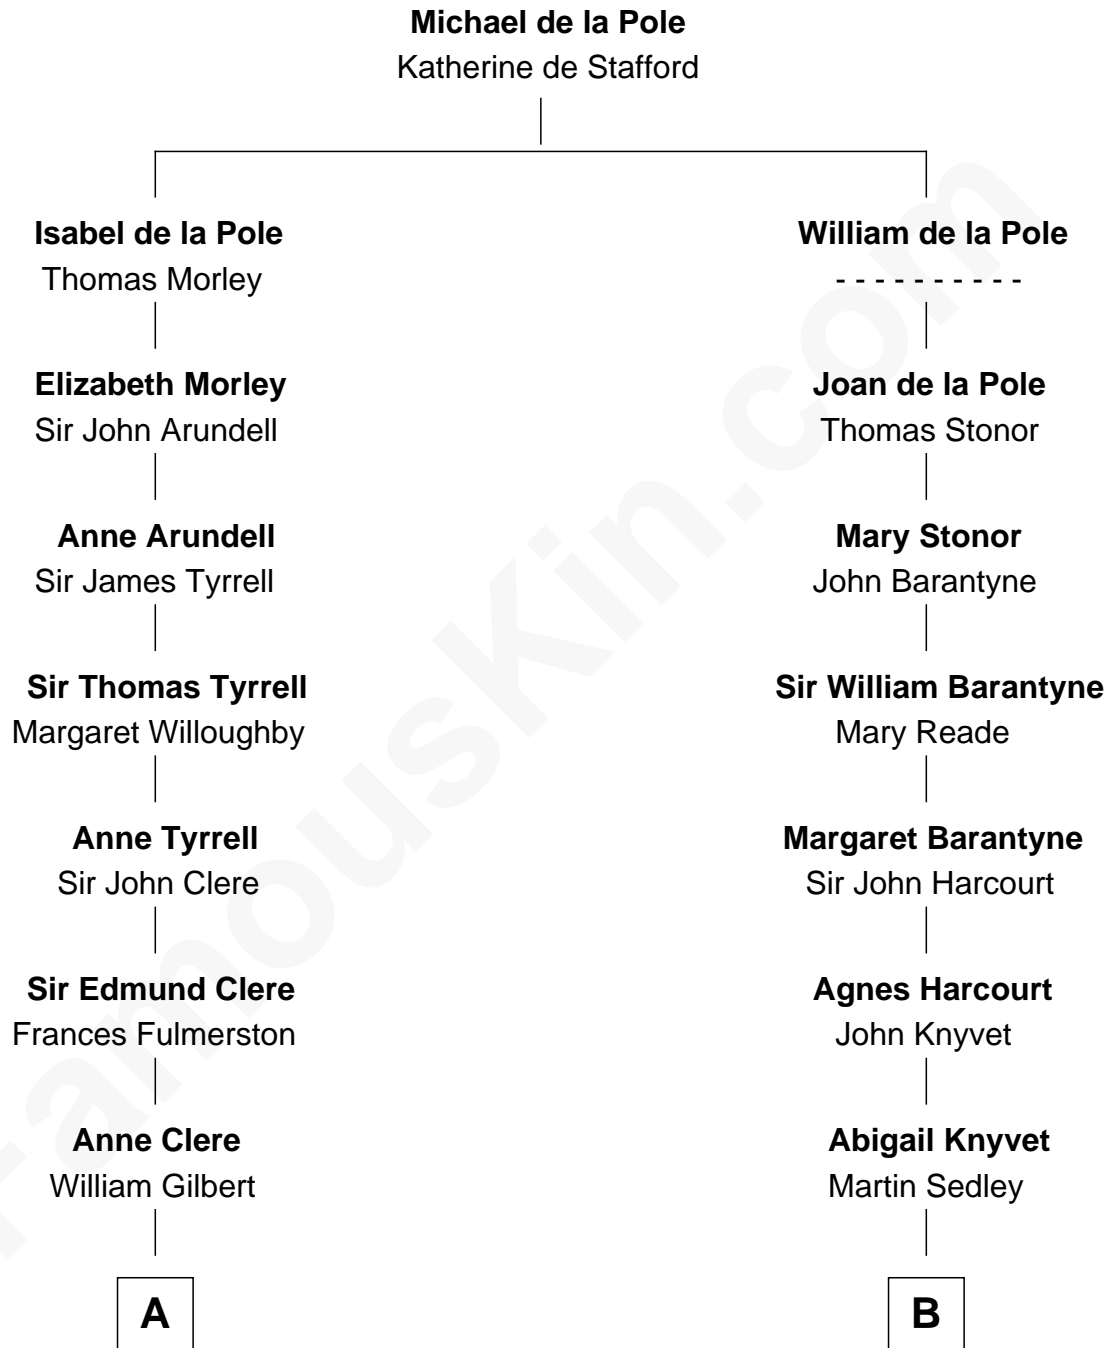 Michael de la Pole
Katherine de Stafford
Isabel de la Pole
Thomas Morley
William de la Pole
- - - - - - - - - -
Elizabeth Morley
Sir John Arundell
Joan de la Pole
Thomas Stonor
Anne Arundell
Sir James Tyrrell
Mary Stonor
John Barantyne
Sir Thomas Tyrrell
Margaret Willoughby
Sir William Barantyne
Mary Reade
Anne Tyrrell
Sir John Clere
Margaret Barantyne
Sir John Harcourt
Sir Edmund Clere
Frances Fulmerston
Agnes Harcourt
John Knyvet
Anne Clere
William Gilbert
Abigail Knyvet
Martin Sedley
A
B
FamousKin.com